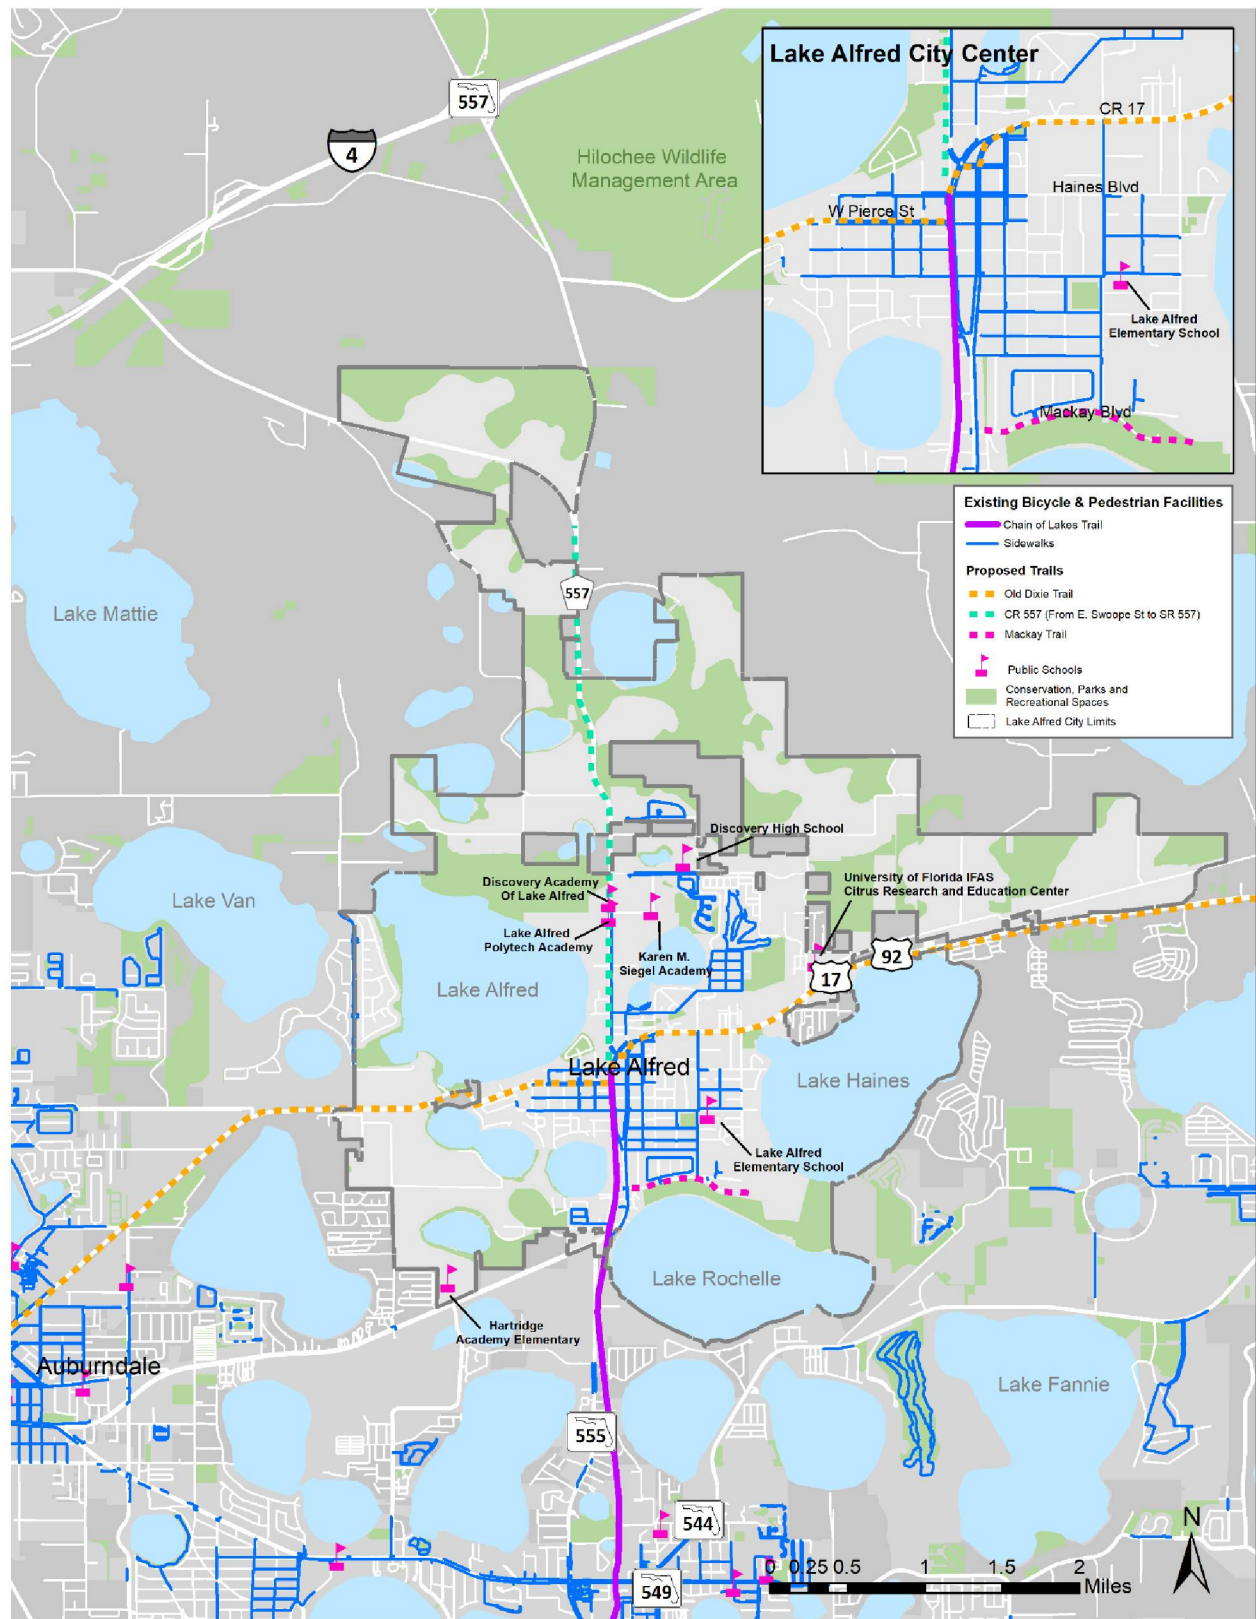 557
4
Hilochee Wildlife
Management Area
Lake Alfred City Center
CR 17
Haines Blvd
W Pierce St
Lake Alfred
Elementary School
Mackay Blvd
Existing Bicycle & Pedestrian Facilities
Chain of Lakes Trail
Sidewalks
Proposed Trails
Old Dixie Trail
CR 557 (From E. Swoope St to SR 557)
Mackay Trail
Public Schools
Conservation, Parks and
Recreational Spaces
Lake Alfred City Limits
557
Lake Mattie
Discovery High School
Discovery Academy
Of Lake Alfred
University of Florida IFAS
Citrus Research and Education Center
Lake Van
Lake Alfred
Polytech Academy
Karen M.
Siegel Academy
92
17
Lake Alfred
Lake Alfred
Lake Haines
Lake Alfred
Elementary School
Lake Rochelle
Hartridge
Academy Elementary
Auburndale
Lake Fannie
555
544
549
N
0 0.25 0.5 1 1.5 2
Miles